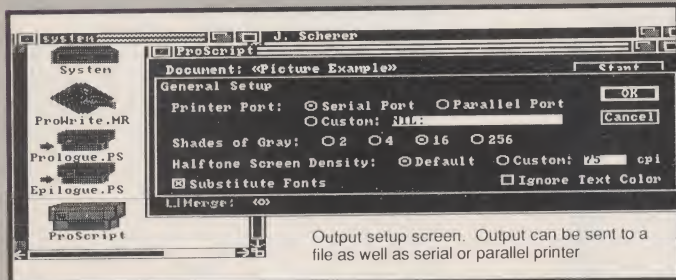 system
J. Scherer
ProScript
System
Document: «Picture Example»
Start
General Setup
OK
Printer Port: Serial Port Parallel Port
Custom: NIL:
Cancel
ProWrite.MR
Shades of Gray: 2 4 16 256
Prologue.PS
Halftone Screen Density: Default Custom: 75 cpi
Epilogue.PS
Substitute Fonts Ignore Text Color
Merge: «0»
ProScript
Output setup screen. Output can be sent to a
file as well as serial or parallel printer